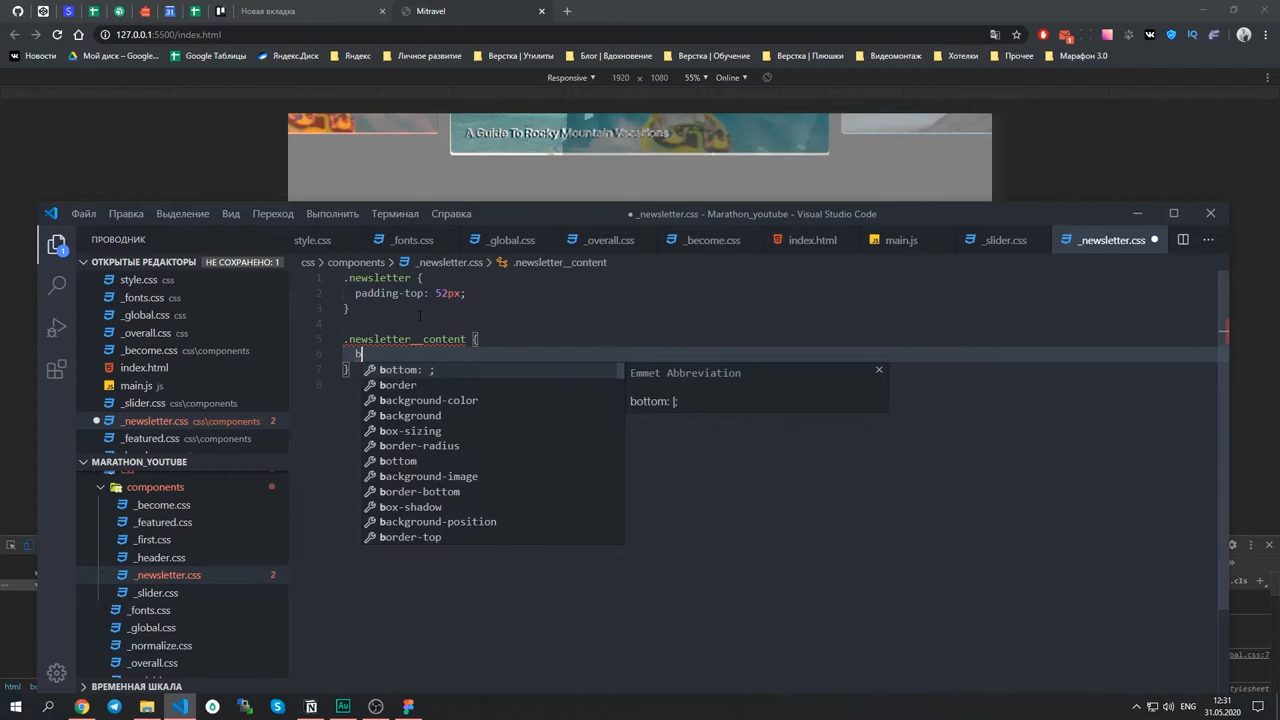 Новая вкладка
Mitravel
127.0.0.1:5500/index.html
Новости
Мой диск – Google...
Google Таблицы
Яндекс.Диск
Яндекс
Личное развитие
Верстка | Утилиты
Блог | Вдохновение
Верстка | Обучение
Верстка | Плюшки
Видеомонтаж
Хотелки
Прочее
Марафон 3.0
Responsive ▼ 1920 × 1080 55% ▼ Online ▼
A Guide To Rocky Mountain Vacations
Файл Правка Выделение Вид Переход Выполнить Терминал Справка
● _newsletter.css - Marathon_youtube - Visual Studio Code
ПРОВОДНИК
style.css _fonts.css _global.css _overall.css _become.css index.html main.js _slider.css _newsletter.css
ОТКРЫТЫЕ РЕДАКТОРЫ НЕ СОХРАНЕНО: 1
css > components > _newsletter.css > .newsletter__content
style.css
_fonts.css
_global.css
_overall.css
_become.css css\components
index.html
main.js
_slider.css css\components
_newsletter.css css\components 2
_featured.css css\components
MARATHON_YOUTUBE
components
_become.css
_featured.css
_first.css
_header.css
_newsletter.css 2
_slider.css
_fonts.css
_global.css
_normalize.css
_overall.css
ВРЕМЕННАЯ ШКАЛА
1 .newsletter {
2 padding-top: 52px;
3 }
4
5 .newsletter__content {
6 b
7 }
8
bottom: ;
border
background-color
background
box-sizing
border-radius
bottom
background-image
border-bottom
box-shadow
background-position
border-top
Emmet Abbreviation
bottom: |;
.cls
bal.css:7
stylesheet
html
12:31
ENG
31.05.2020